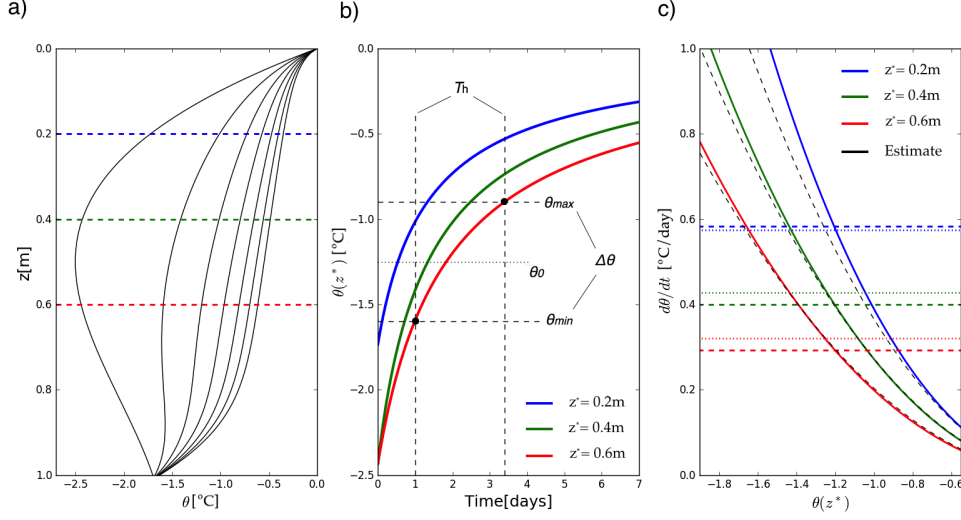 a)
b)
c)
0.0
0.2
0.4
0.6
0.8
1.0
z[m]
−2.5
−2.0
−1.5
−1.0
−0.5
0.0
θ [°C]
0.0
−0.5
−1.0
−1.5
−2.0
−2.5
θ(z*) [°C]
Th
θmax
θ0
Δθ
θmin
z* = 0.2m
z* = 0.4m
z* = 0.6m
0
1
2
3
4
5
6
7
Time[days]
1.0
0.8
0.6
0.4
0.2
0.0
dθ/dt [°C/day]
z* = 0.2m
z* = 0.4m
z* = 0.6m
Estimate
−1.8
−1.6
−1.4
−1.2
−1.0
−0.8
−0.6
θ(z*)